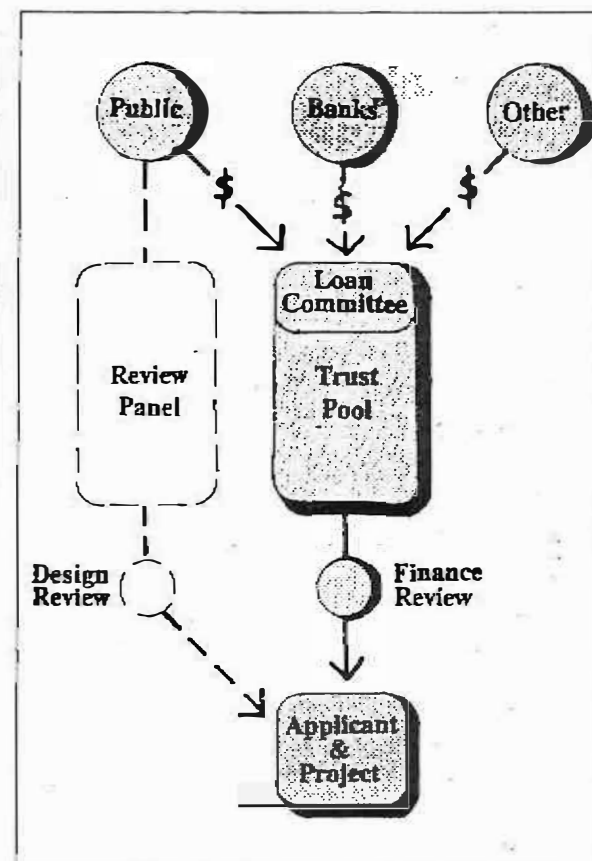 Public
Banks
Other
$
$
$
Loan
Committee
Review
Panel
Trust
Pool
Design
Review
Finance
Review
Applicant
&
Project